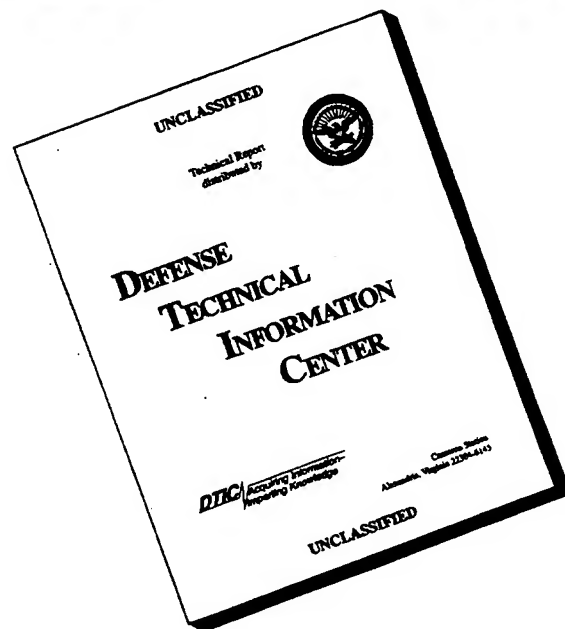 UNCLASSIFIED
Technical Report
distributed by
DEFENSE
TECHNICAL
INFORMATION
CENTER
DTIC Acquiring Information–
Imparting Knowledge
Cameron Station
Alexandria, Virginia 22304-6145
UNCLASSIFIED